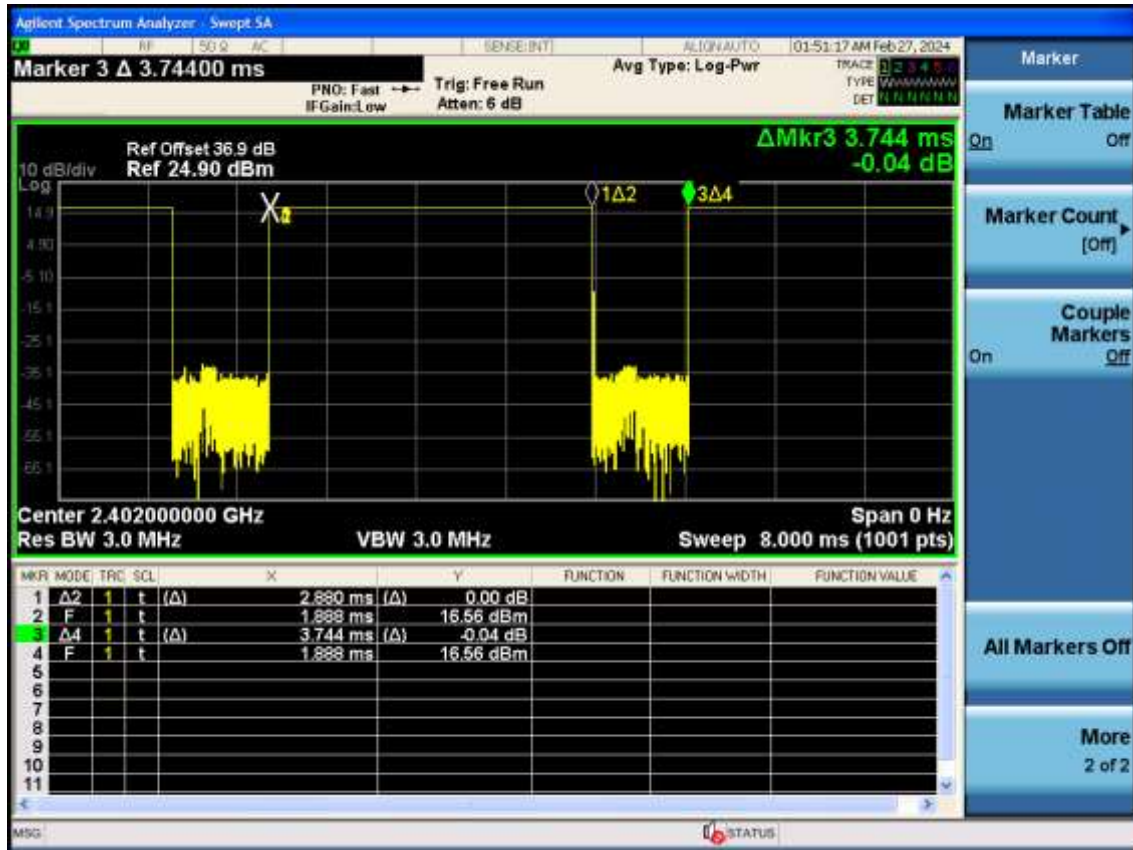 Agilent Spectrum Analyzer - Swept SA
RF 50 Ω AC SENSE:INT ALIGNAUTO 01:51:17 AM Feb 27, 2024
Marker 3 Δ 3.74400 ms
PNO: Fast
IFGain:Low
Trig: Free Run
Atten: 6 dB
Avg Type: Log-Pwr
TRACE 1 2 3 4 5 6
TYPE
DET N N N N N N
ΔMkr3 3.744 ms
-0.04 dB
Ref Offset 36.9 dB
10 dB/div Ref 24.90 dBm
Log
1Δ2
3Δ4
14.9
4.90
-5.10
-15.1
-25.1
-35.1
-45.1
-55.1
-65.1
Center 2.402000000 GHz Span 0 Hz
Res BW 3.0 MHz VBW 3.0 MHz Sweep 8.000 ms (1001 pts)
MKR MODE TRC SCL X Y FUNCTION FUNCTION WIDTH FUNCTION VALUE
1 Δ2 1 t (Δ) 2.880 ms (Δ) 0.00 dB
2 F 1 t 1.888 ms 16.56 dBm
3 Δ4 1 t (Δ) 3.744 ms (Δ) -0.04 dB
4 F 1 t 1.888 ms 16.56 dBm
5
6
7
8
9
10
11
MSG STATUS
Marker
Marker Table
On Off
Marker Count
[Off]
Couple
Markers
On Off
All Markers Off
More
2 of 2